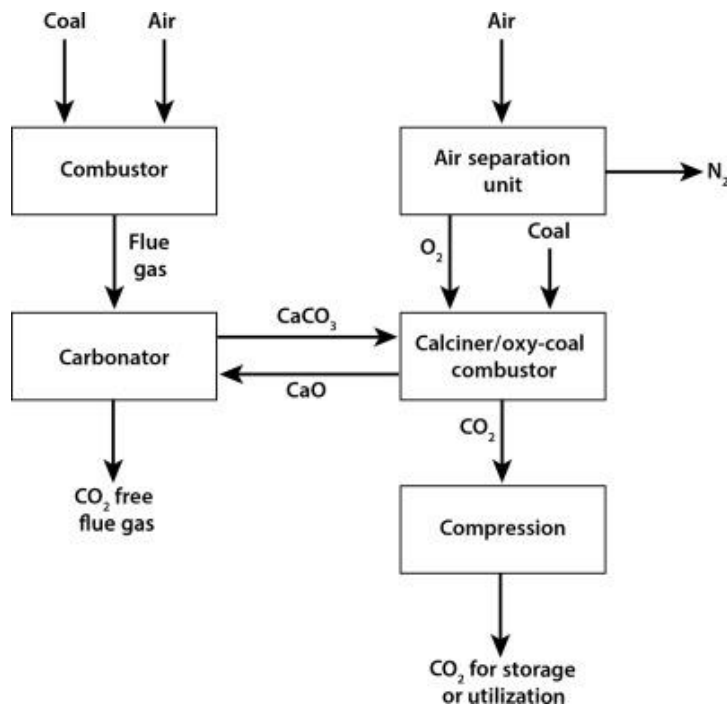 Coal
Air
Air
Combustor
Air separation
unit
N₂
Flue
gas
O₂
Coal
Carbonator
CaCO₃
CaO
Calciner/oxy-coal
combustor
CO₂
CO₂ free
flue gas
Compression
CO₂ for storage
or utilization